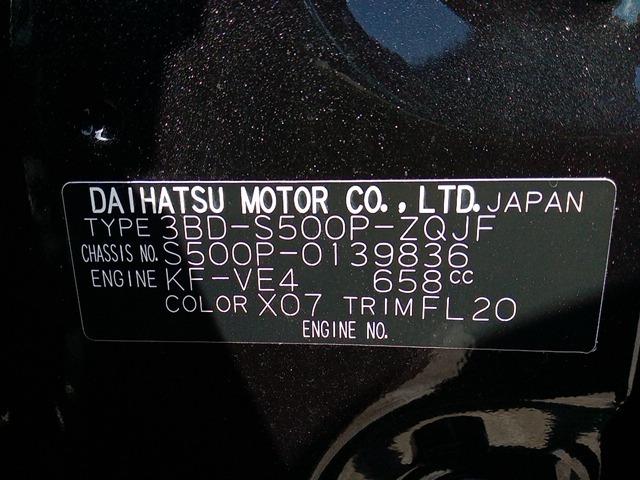 DAIHATSU MOTOR CO., LTD. JAPAN
TYPE 3BD-S500P-ZQJF
CHASSIS NO. S500P-0139836
ENGINE KF-VE4 658cc
COLOR X07 TRIM FL20
ENGINE NO.